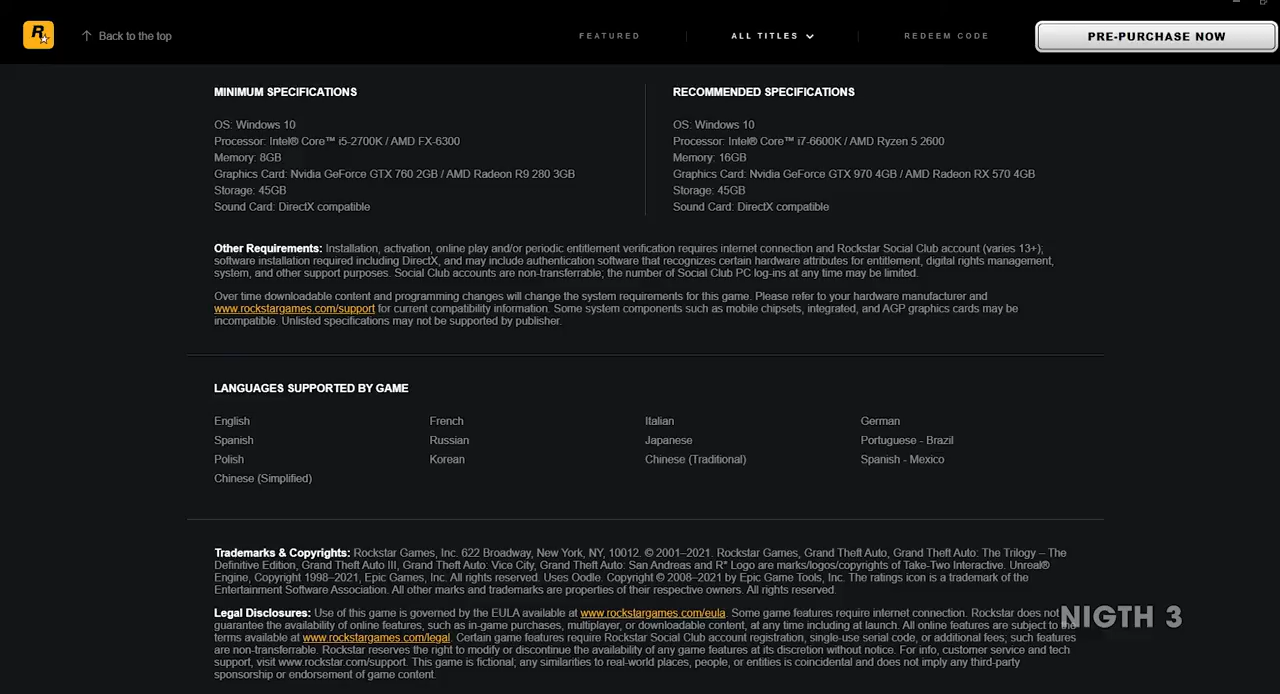 R
Back to the top
FEATURED
ALL TITLES
REDEEM CODE
PRE-PURCHASE NOW
MINIMUM SPECIFICATIONS
OS: Windows 10
Processor: Intel® Core™ i5-2700K / AMD FX-6300
Memory: 8GB
Graphics Card: Nvidia GeForce GTX 760 2GB / AMD Radeon R9 280 3GB
Storage: 45GB
Sound Card: DirectX compatible
RECOMMENDED SPECIFICATIONS
OS: Windows 10
Processor: Intel® Core™ i7-6600K / AMD Ryzen 5 2600
Memory: 16GB
Graphics Card: Nvidia GeForce GTX 970 4GB / AMD Radeon RX 570 4GB
Storage: 45GB
Sound Card: DirectX compatible
Other Requirements: Installation, activation, online play and/or periodic entitlement verification requires internet connection and Rockstar Social Club account (varies 13+);
software installation required including DirectX, and may include authentication software that recognizes certain hardware attributes for entitlement, digital rights management,
system, and other support purposes. Social Club accounts are non-transferrable; the number of Social Club PC log-ins at any time may be limited.
Over time downloadable content and programming changes will change the system requirements for this game. Please refer to your hardware manufacturer and
www.rockstargames.com/support for current compatibility information. Some system components such as mobile chipsets, integrated, and AGP graphics cards may be
incompatible. Unlisted specifications may not be supported by publisher.
LANGUAGES SUPPORTED BY GAME
English French Italian German
Spanish Russian Japanese Portuguese - Brazil
Polish Korean Chinese (Traditional) Spanish - Mexico
Chinese (Simplified)
Trademarks & Copyrights: Rockstar Games, Inc. 622 Broadway, New York, NY, 10012. © 2001–2021. Rockstar Games, Grand Theft Auto, Grand Theft Auto: The Trilogy – The
Definitive Edition, Grand Theft Auto III, Grand Theft Auto: Vice City, Grand Theft Auto: San Andreas and R* Logo are marks/logos/copyrights of Take-Two Interactive. Unreal®
Engine, Copyright 1998–2021, Epic Games, Inc. All rights reserved. Uses Oodle. Copyright © 2008–2021 by Epic Game Tools, Inc. The ratings icon is a trademark of the
Entertainment Software Association. All other marks and trademarks are properties of their respective owners. All rights reserved.
Legal Disclosures: Use of this game is governed by the EULA available at www.rockstargames.com/eula. Some game features require internet connection. Rockstar does not
guarantee the availability of online features, such as in-game purchases, multiplayer, or downloadable content, at any time including at launch. All online features are subject to the
terms available at www.rockstargames.com/legal. Certain game features require Rockstar Social Club account registration, single-use serial code, or additional fees; such features
are non-transferrable. Rockstar reserves the right to modify or discontinue the availability of any game features at its discretion without notice. For info, customer service and tech
support, visit www.rockstar.com/support. This game is fictional; any similarities to real-world places, people, or entities is coincidental and does not imply any third-party
sponsorship or endorsement of game content.
NIGTH 3